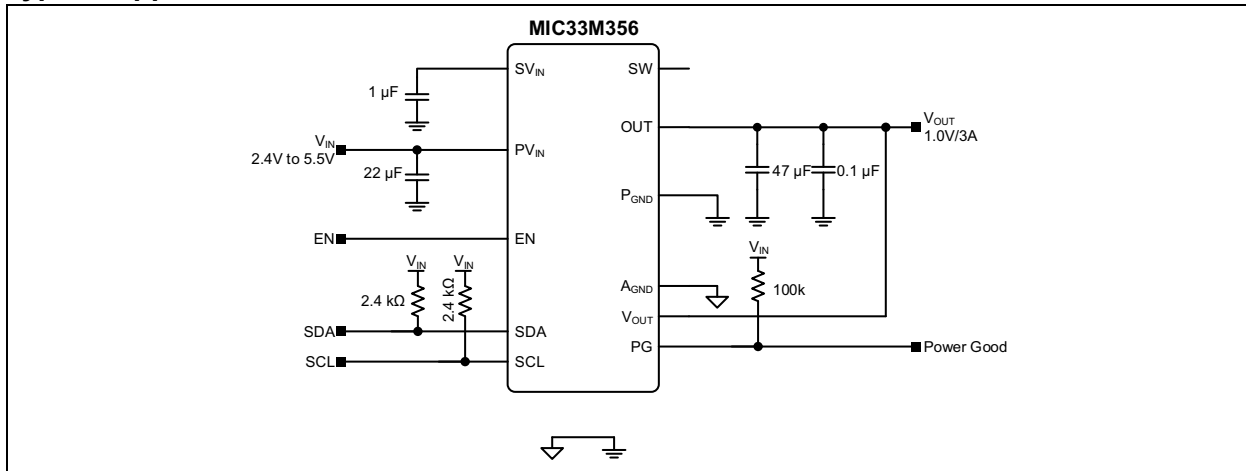 MIC33M356
SVIN
SW
1 µF
OUT
VOUT
1.0V/3A
VIN
2.4V to 5.5V
PVIN
22 µF
47 µF
0.1 µF
PGND
EN
EN
VIN
VIN
VIN
2.4 kΩ
2.4 kΩ
AGND
100k
VOUT
SDA
SDA
PG
Power Good
SCL
SCL